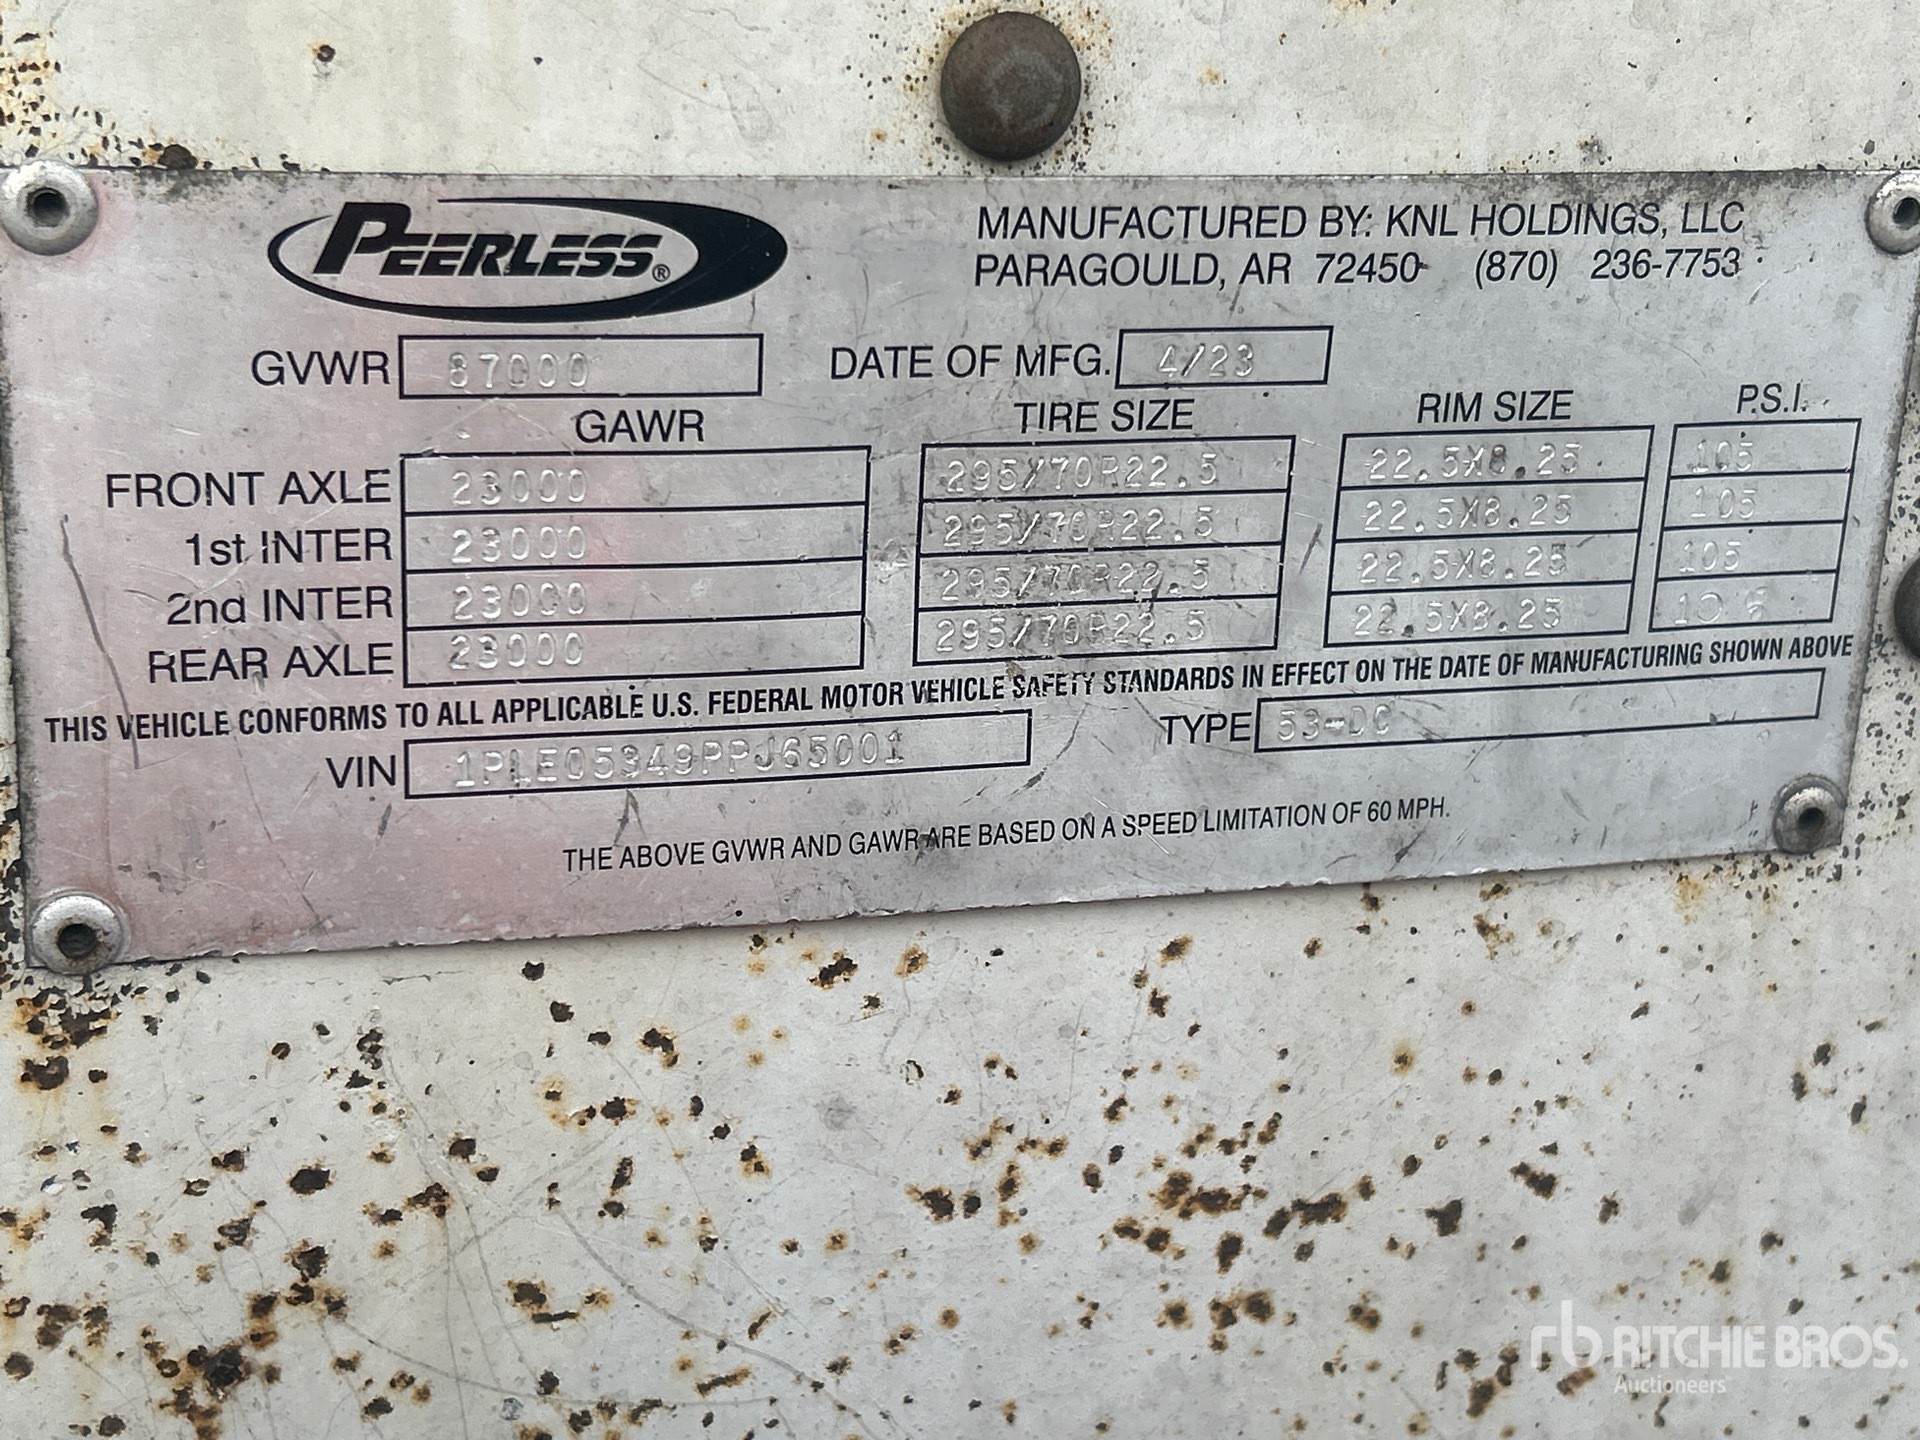 PEERLESS®
MANUFACTURED BY: KNL HOLDINGS, LLC
PARAGOULD, AR 72450 (870) 236-7753
GVWR 87000 DATE OF MFG. 4/23
GAWR TIRE SIZE RIM SIZE P.S.I.
FRONT AXLE 23000 295/70R22.5 22.5X8.25 105
1st INTER 23000 295/70R22.5 22.5X8.25 105
2nd INTER 23000 295/70R22.5 22.5X8.25 105
REAR AXLE 23000 295/70R22.5 22.5X8.25 105
THIS VEHICLE CONFORMS TO ALL APPLICABLE U.S. FEDERAL MOTOR VEHICLE SAFETY STANDARDS IN EFFECT ON THE DATE OF MANUFACTURING SHOWN ABOVE
VIN 1PLE05349PPJ65001 TYPE 53-DC
THE ABOVE GVWR AND GAWR ARE BASED ON A SPEED LIMITATION OF 60 MPH.
rb RITCHIE BROS.
Auctioneers